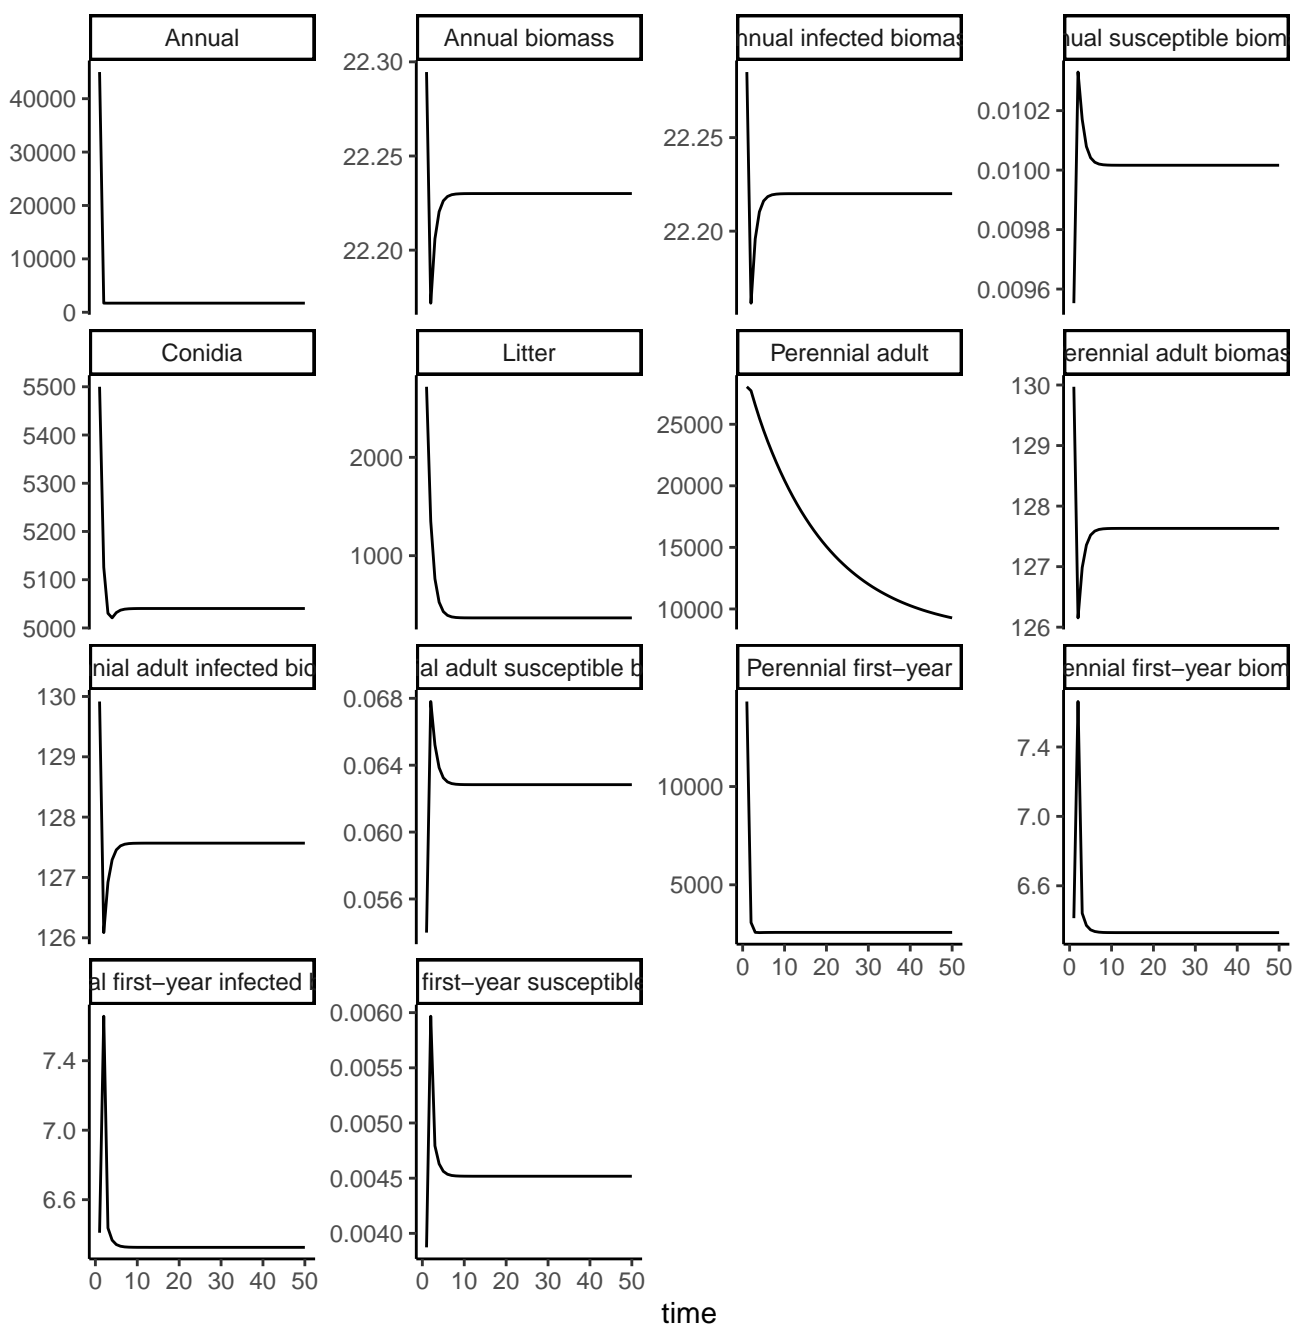 Annual
Annual biomass
nnual infected biomas
nual susceptible biom
40000
30000
20000
10000
0
22.30
22.25
22.20
22.25
22.20
0.0102
0.0100
0.0098
0.0096
Conidia
Litter
Perennial adult
erennial adult biomas
5500
5400
5300
5200
5100
5000
2000
1000
25000
20000
15000
10000
130
129
128
127
126
nial adult infected bio
al adult susceptible b
Perennial first−year
ennial first−year biom
130
129
128
127
126
0.068
0.064
0.060
0.056
10000
5000
7.4
7.0
6.6
0 10 20 30 40 50
0 10 20 30 40 50
al first−year infected b
first−year susceptible
7.4
7.0
6.6
0.0060
0.0055
0.0050
0.0045
0.0040
0 10 20 30 40 50
0 10 20 30 40 50
time